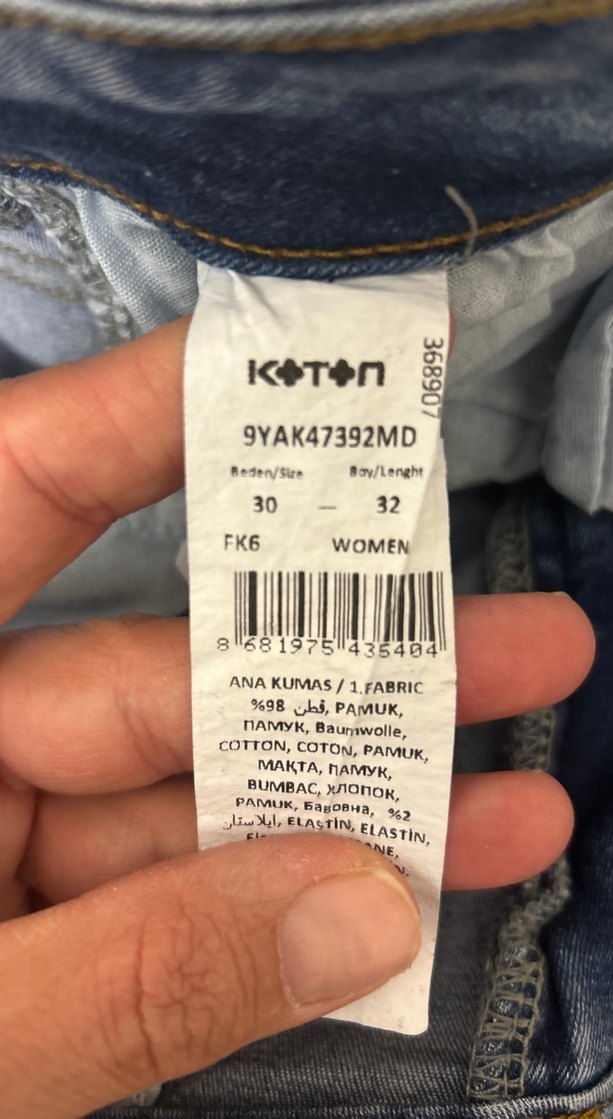 KOTON
368907
9YAK47392MD
Beden/Size Boy/Lenght
30 — 32
FK6 WOMEN
8 681975 435404
ANA KUMAS / 1.FABRIC
%98 قطن, PAMUK,
ПАМУК, Baumwolle,
COTTON, COTON, PAMUK,
МАҚТА, ПАМУК,
BUMBAC, ХЛОПОК,
PAMUK, Бавовна, %2
ايلاستان, ELASTİN, ELASTİN,